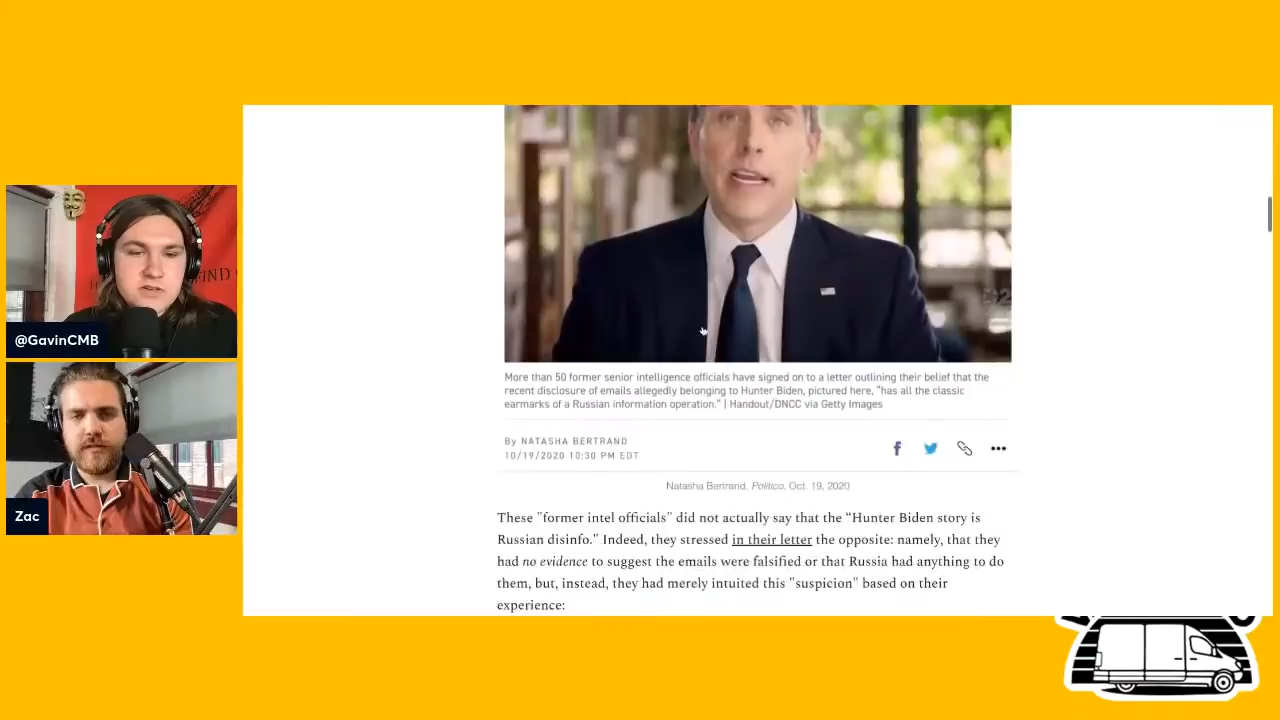 FIND
@GavinCMB
Zac
More than 50 former senior intelligence officials have signed on to a letter outlining their belief that the
recent disclosure of emails allegedly belonging to Hunter Biden, pictured here, “has all the classic
earmarks of a Russian information operation.” | Handout/DNCC via Getty Images
By NATASHA BERTRAND
10/19/2020 10:30 PM EDT
Natasha Bertrand, Politico, Oct. 19, 2020
These "former intel officials" did not actually say that the “Hunter Biden story is
Russian disinfo." Indeed, they stressed in their letter the opposite: namely, that they
had no evidence to suggest the emails were falsified or that Russia had anything to do
them, but, instead, they had merely intuited this "suspicion" based on their
experience: